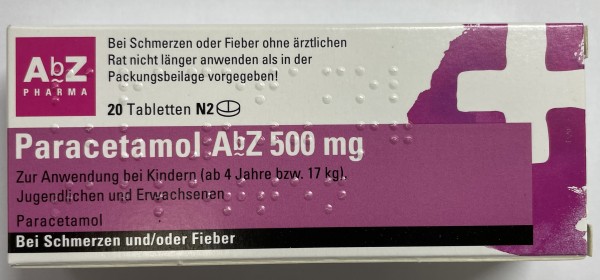 AbZ
PHARMA
Bei Schmerzen oder Fieber ohne ärztlichen
Rat nicht länger anwenden als in der
Packungsbeilage vorgegeben!
20 Tabletten N2
Paracetamol AbZ 500 mg
Zur Anwendung bei Kindern (ab 4 Jahre bzw. 17 kg),
Jugendlichen und Erwachsenen
Paracetamol
Bei Schmerzen und/oder Fieber